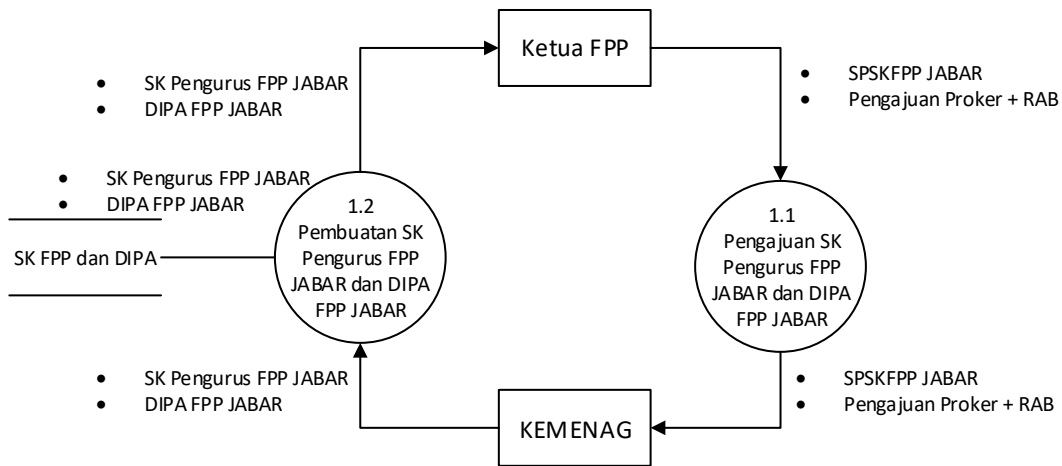 Ketua FPP
• SK Pengurus FPP JABAR
• DIPA FPP JABAR
• SPSKFPP JABAR
• Pengajuan Proker + RAB
• SK Pengurus FPP JABAR
• DIPA FPP JABAR
SK FPP dan DIPA
1.2
Pembuatan SK
Pengurus FPP
JABAR dan DIPA
FPP JABAR
1.1
Pengajuan SK
Pengurus FPP
JABAR dan DIPA
FPP JABAR
• SK Pengurus FPP JABAR
• DIPA FPP JABAR
• SPSKFPP JABAR
• Pengajuan Proker + RAB
KEMENAG